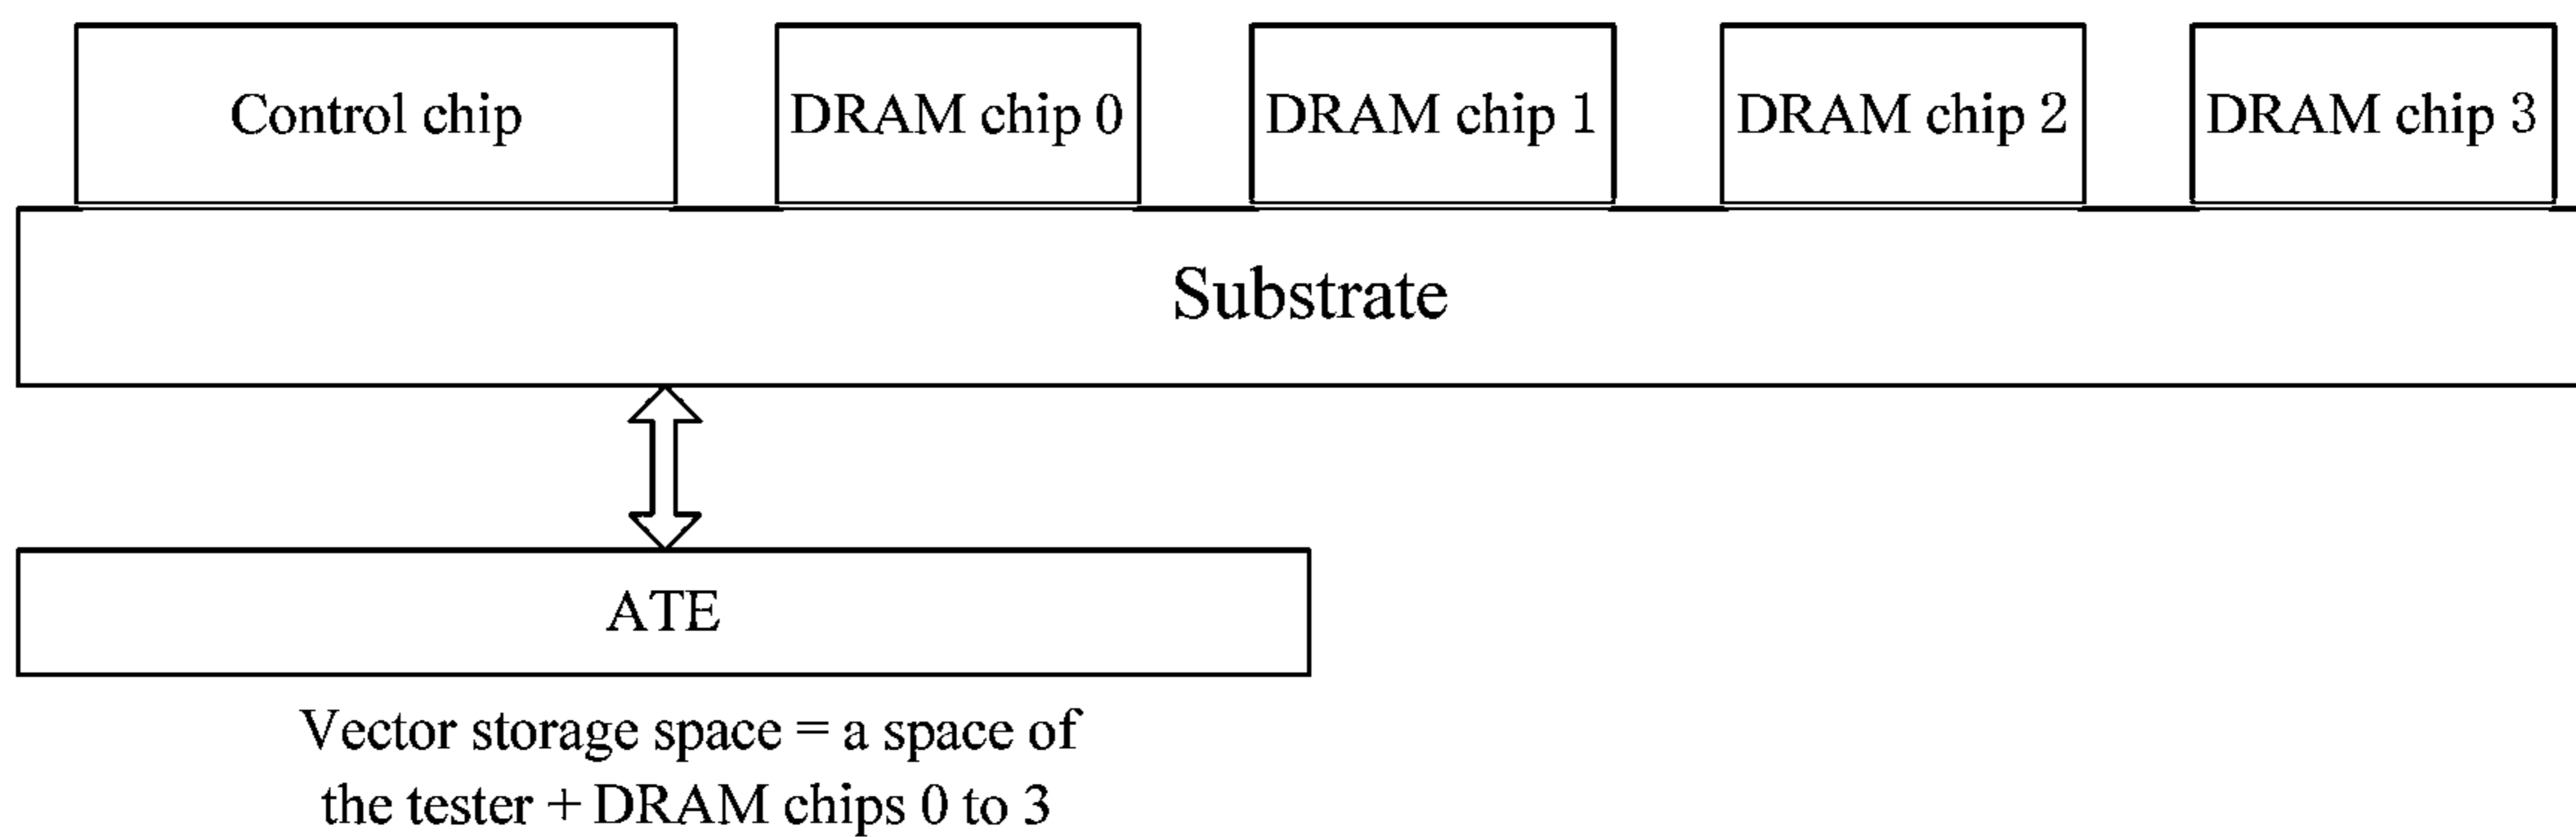 Control chip
DRAM chip 0
DRAM chip 1
DRAM chip 2
DRAM chip 3
Substrate
ATE
Vector storage space = a space of
the tester + DRAM chips 0 to 3